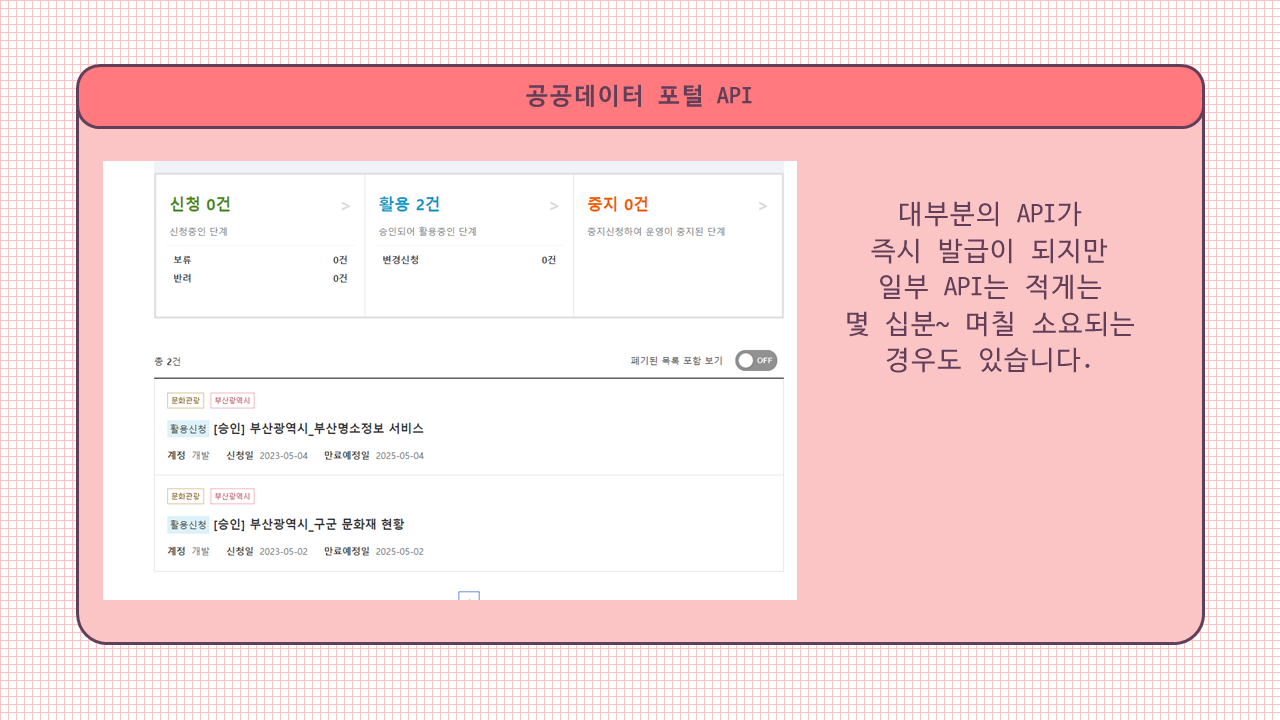 공공데이터 포털 API
신청 0건 >
신청중인 단계
보류 0건
반려 0건
활용 2건 >
승인되어 활용중인 단계
변경신청 0건
중지 0건 >
중지신청하여 운영이 중지된 단계
총 2건
폐기된 목록 포함 보기 OFF
문화관광 부산광역시
활용신청 [승인] 부산광역시_부산명소정보 서비스
계정 개발 신청일 2023-05-04 만료예정일 2025-05-04
문화관광 부산광역시
활용신청 [승인] 부산광역시_구군 문화재 현황
계정 개발 신청일 2023-05-02 만료예정일 2025-05-02
대부분의 API가
즉시 발급이 되지만
일부 API는 적게는
몇 십분~ 며칠 소요되는
경우도 있습니다.